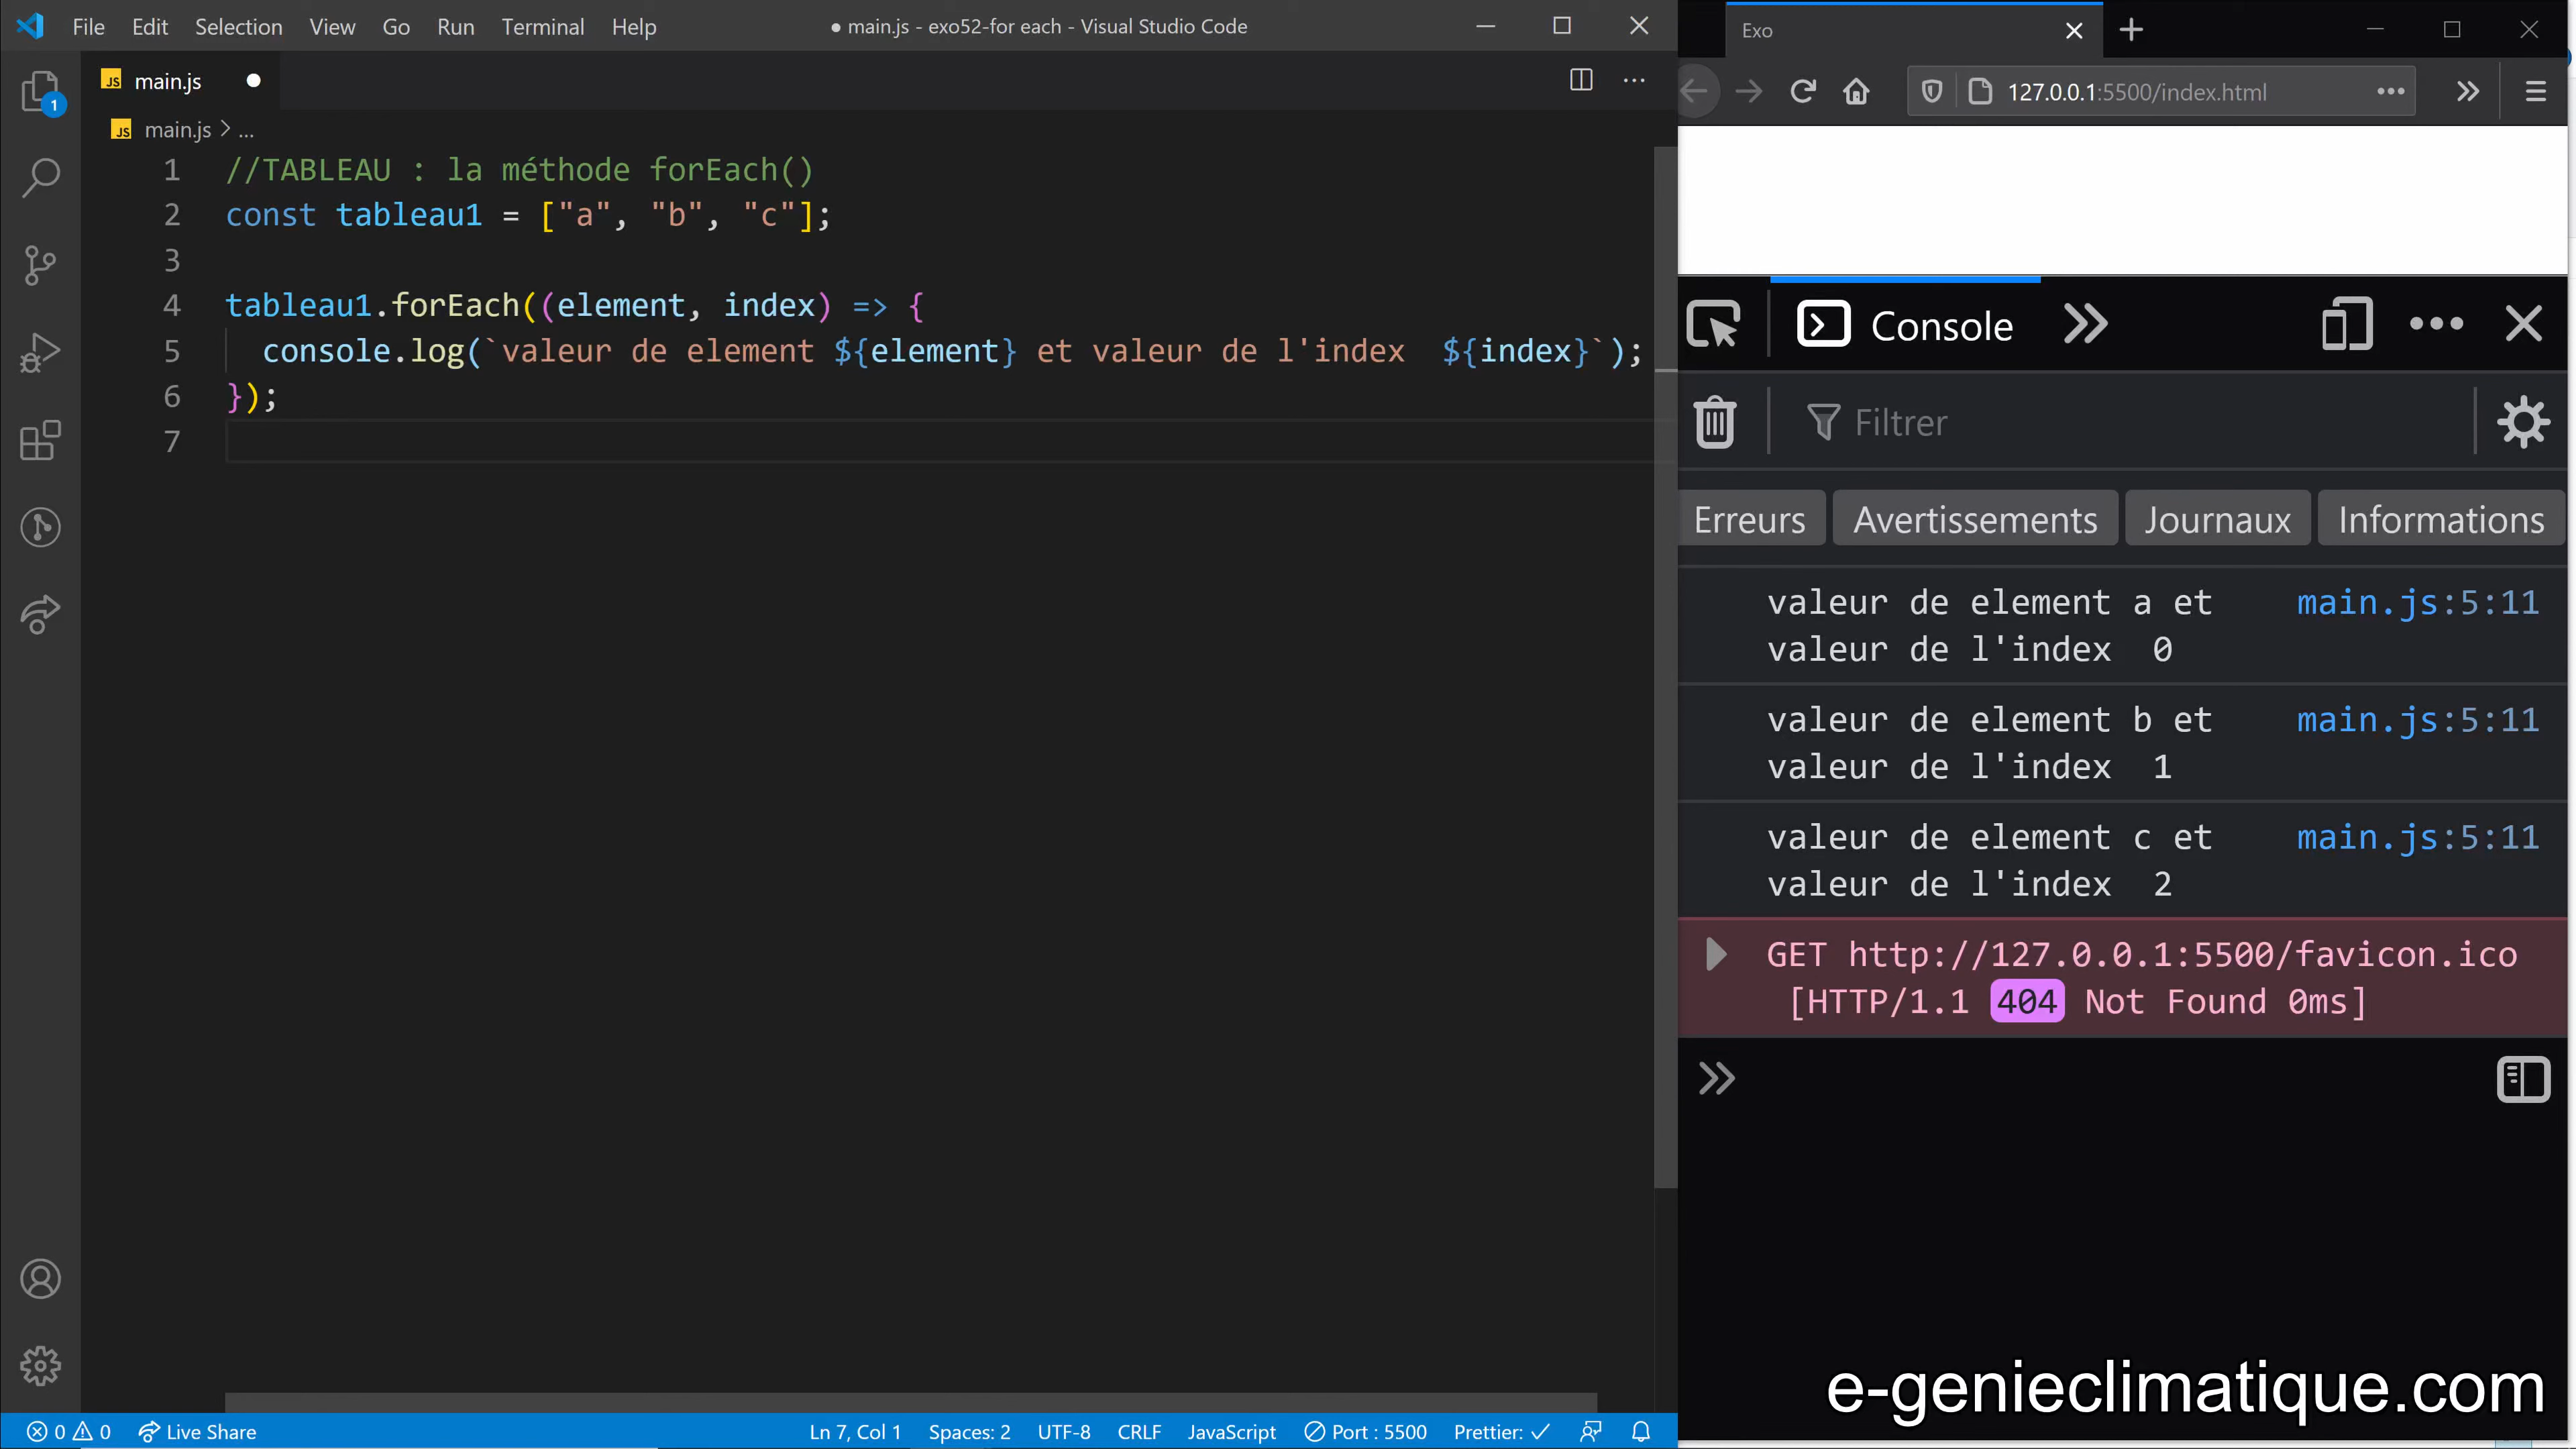 File Edit Selection View Go Run Terminal Help ● main.js - exo52-for each - Visual Studio Code
JS main.js ●
JS main.js > ...
1 //TABLEAU : la méthode forEach()
2 const tableau1 = ["a", "b", "c"];
3
4 tableau1.forEach((element, index) => {
5 console.log(`valeur de element ${element} et valeur de l'index  ${index}`);
6 });
7
1
⊗ 0 ⚠ 0 Live Share Ln 7, Col 1 Spaces: 2 UTF-8 CRLF JavaScript Port : 5500 Prettier: ✓
Exo
127.0.0.1:5500/index.html
Console
Filtrer
Erreurs Avertissements Journaux Informations
valeur de element a et main.js:5:11
valeur de l'index  0
valeur de element b et main.js:5:11
valeur de l'index  1
valeur de element c et main.js:5:11
valeur de l'index  2
GET http://127.0.0.1:5500/favicon.ico
[HTTP/1.1 404 Not Found 0ms]
e-genieclimatique.com